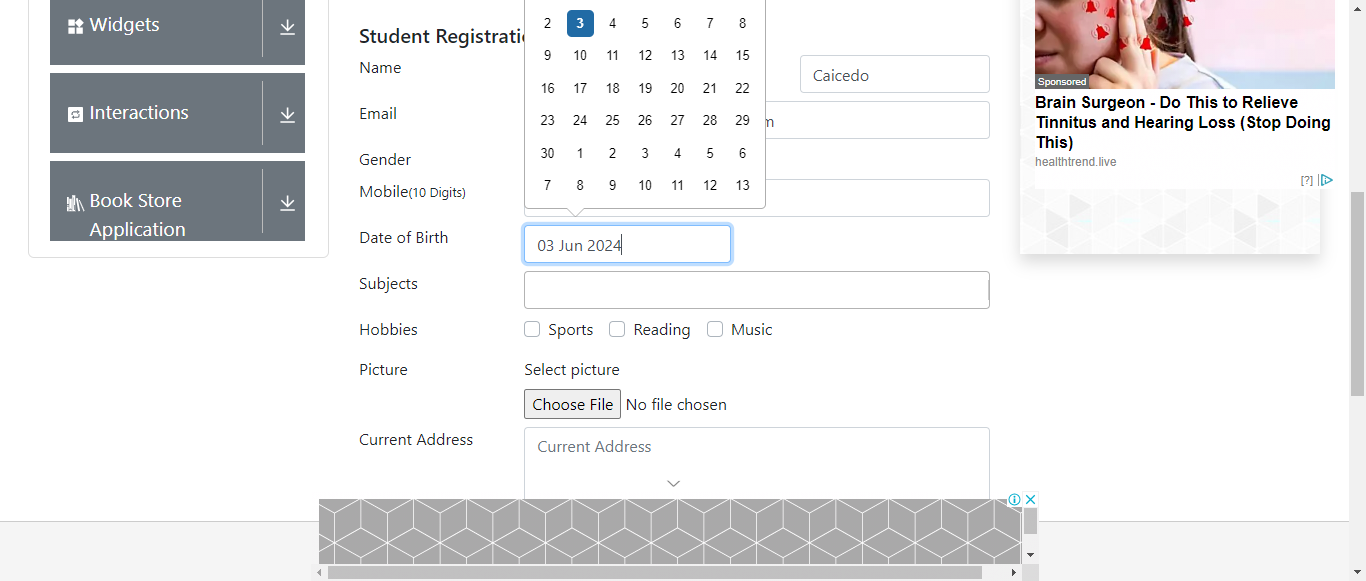 Widgets
Interactions
Book Store
Application
Student Registrati
Name
Caicedo
Email
m
Gender
Mobile(10 Digits)
2 3 4 5 6 7 8
9 10 11 12 13 14 15
16 17 18 19 20 21 22
23 24 25 26 27 28 29
30 1 2 3 4 5 6
7 8 9 10 11 12 13
Date of Birth
03 Jun 2024
Subjects
Hobbies
Sports Reading Music
Picture
Select picture
Choose File No file chosen
Current Address
Current Address
Sponsored
Brain Surgeon - Do This to Relieve
Tinnitus and Hearing Loss (Stop Doing
This)
healthtrend.live
[?]